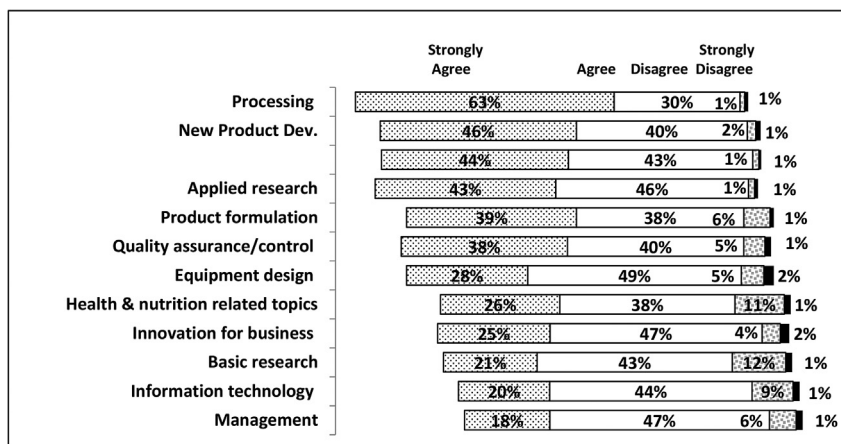 Strongly Agree Agree Disagree Strongly Disagree
Processing 63% 30% 1% 1%
New Product Dev. 46% 40% 2% 1%
44% 43% 1% 1%
Applied research 43% 46% 1% 1%
Product formulation 39% 38% 6% 1%
Quality assurance/control 38% 40% 5% 1%
Equipment design 28% 49% 5% 2%
Health & nutrition related topics 26% 38% 11% 1%
Innovation for business 25% 47% 4% 2%
Basic research 21% 43% 12% 1%
Information technology 20% 44% 9% 1%
Management 18% 47% 6% 1%